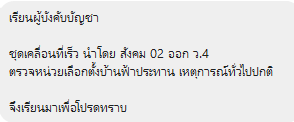 เรียนผู้บังคับบัญชา
ชุดเคลื่อนที่เร็ว นำโดย สังคม 02 ออก ว.4
ตรวจหน่วยเลือกตั้งบ้านฟ้าประทาน เหตุการณ์ทั่วไปปกติ
จึงเรียนมาเพื่อโปรดทราบ